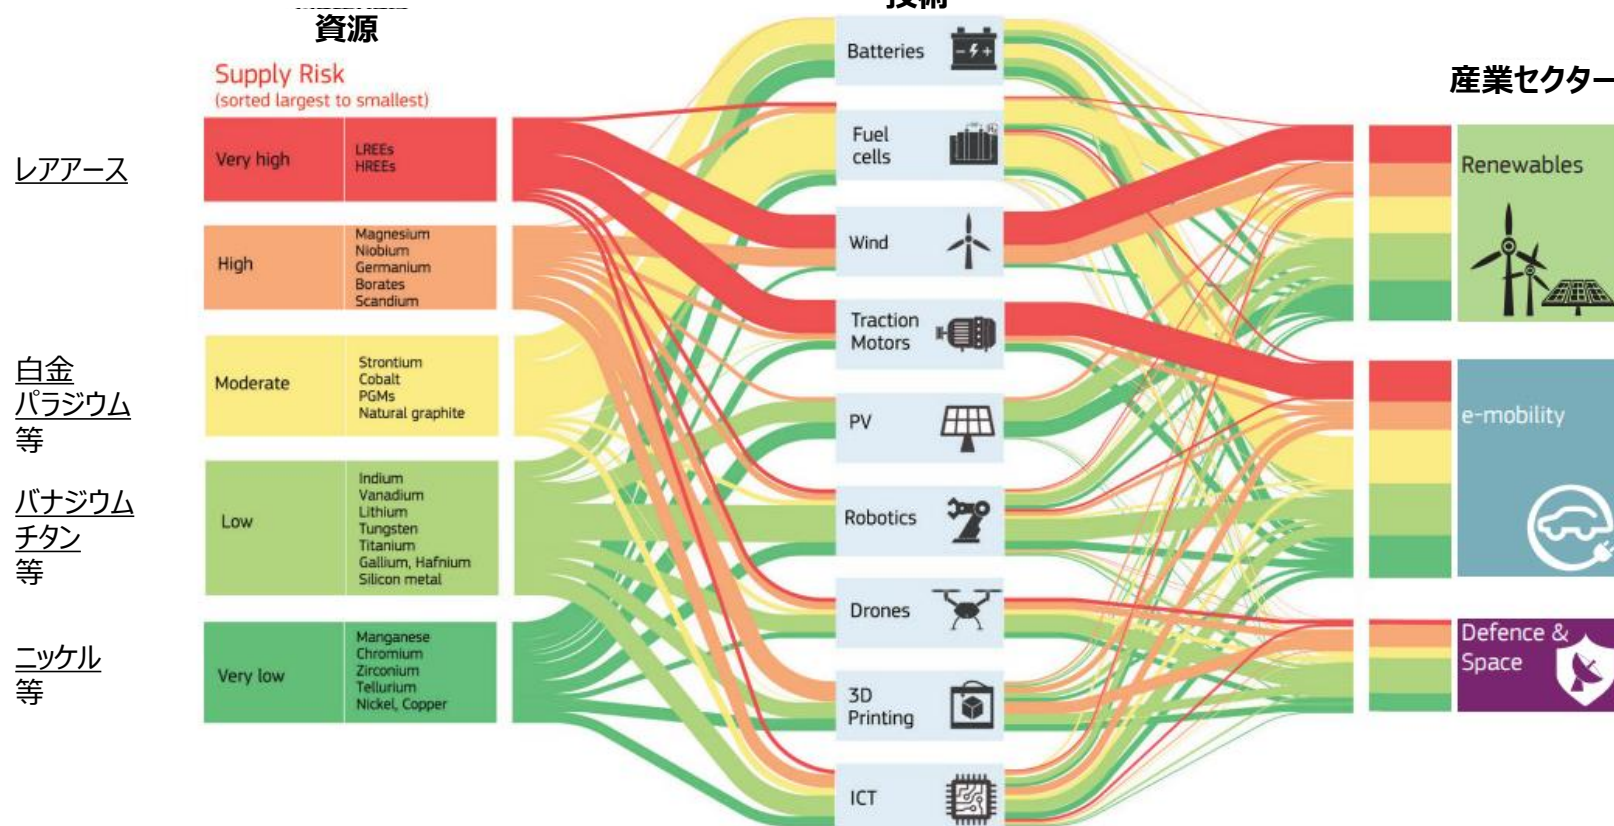 資源
技術
産業セクター
Supply Risk
(sorted largest to smallest)
レアアース
Very high
LREEs
HREEs
High
Magnesium
Niobium
Germanium
Borates
Scandium
白金
パラジウム
等
Moderate
Strontium
Cobalt
PGMs
Natural graphite
バナジウム
チタン
等
Low
Indium
Vanadium
Lithium
Tungsten
Titanium
Gallium, Hafnium
Silicon metal
ニッケル
等
Very low
Manganese
Chromium
Zirconium
Tellurium
Nickel, Copper
Batteries
Fuel
cells
H₂
Wind
Traction
Motors
PV
Robotics
Drones
3D
Printing
ICT
Renewables
e-mobility
Defence &
Space